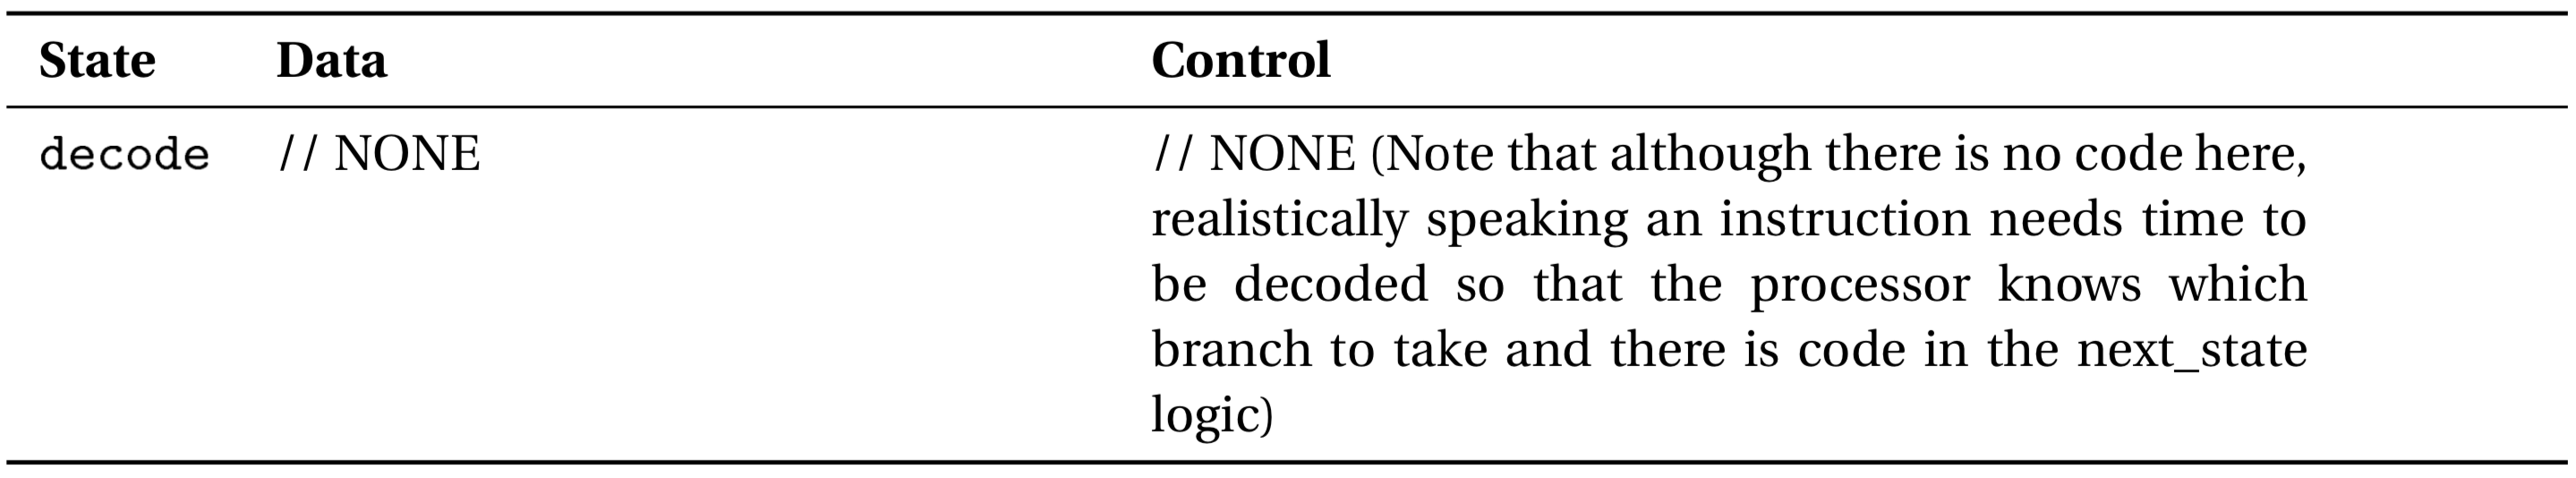 State Data Control
decode // NONE // NONE (Note that although there is no code here,
realistically speaking an instruction needs time to
be decoded so that the processor knows which
branch to take and there is code in the next_state
logic)